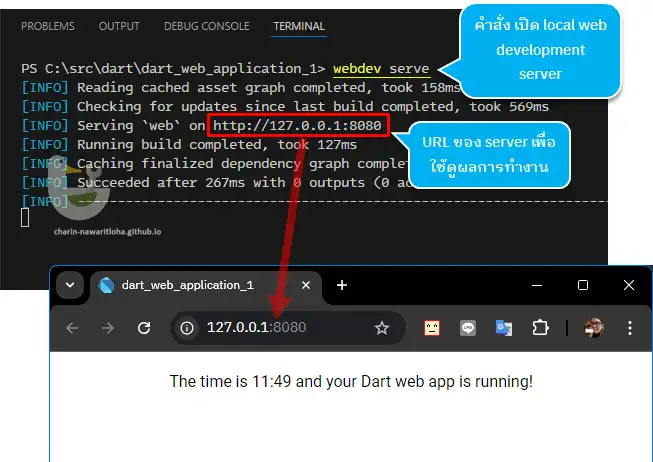 PROBLEMS OUTPUT DEBUG CONSOLE TERMINAL
คำสั่ง เปิด local web
development
server
PS C:\src\dart\dart_web_application_1> webdev serve
[INFO] Reading cached asset graph completed, took 158ms
[INFO] Checking for updates since last build completed, took 569ms
[INFO] Serving `web` on http://127.0.0.1:8080
[INFO] Running build completed, took 127ms
[INFO] Caching finalized dependency graph
[INFO] Succeeded after 267ms with 0 outputs (0
[INFO] ----------------------------------------------------------------
URL ของ server เพื่อ
ใช้ดูผลการทำงาน
charin-nawaritloha.github.io
dart_web_application_1
127.0.0.1:8080
The time is 11:49 and your Dart web app is running!